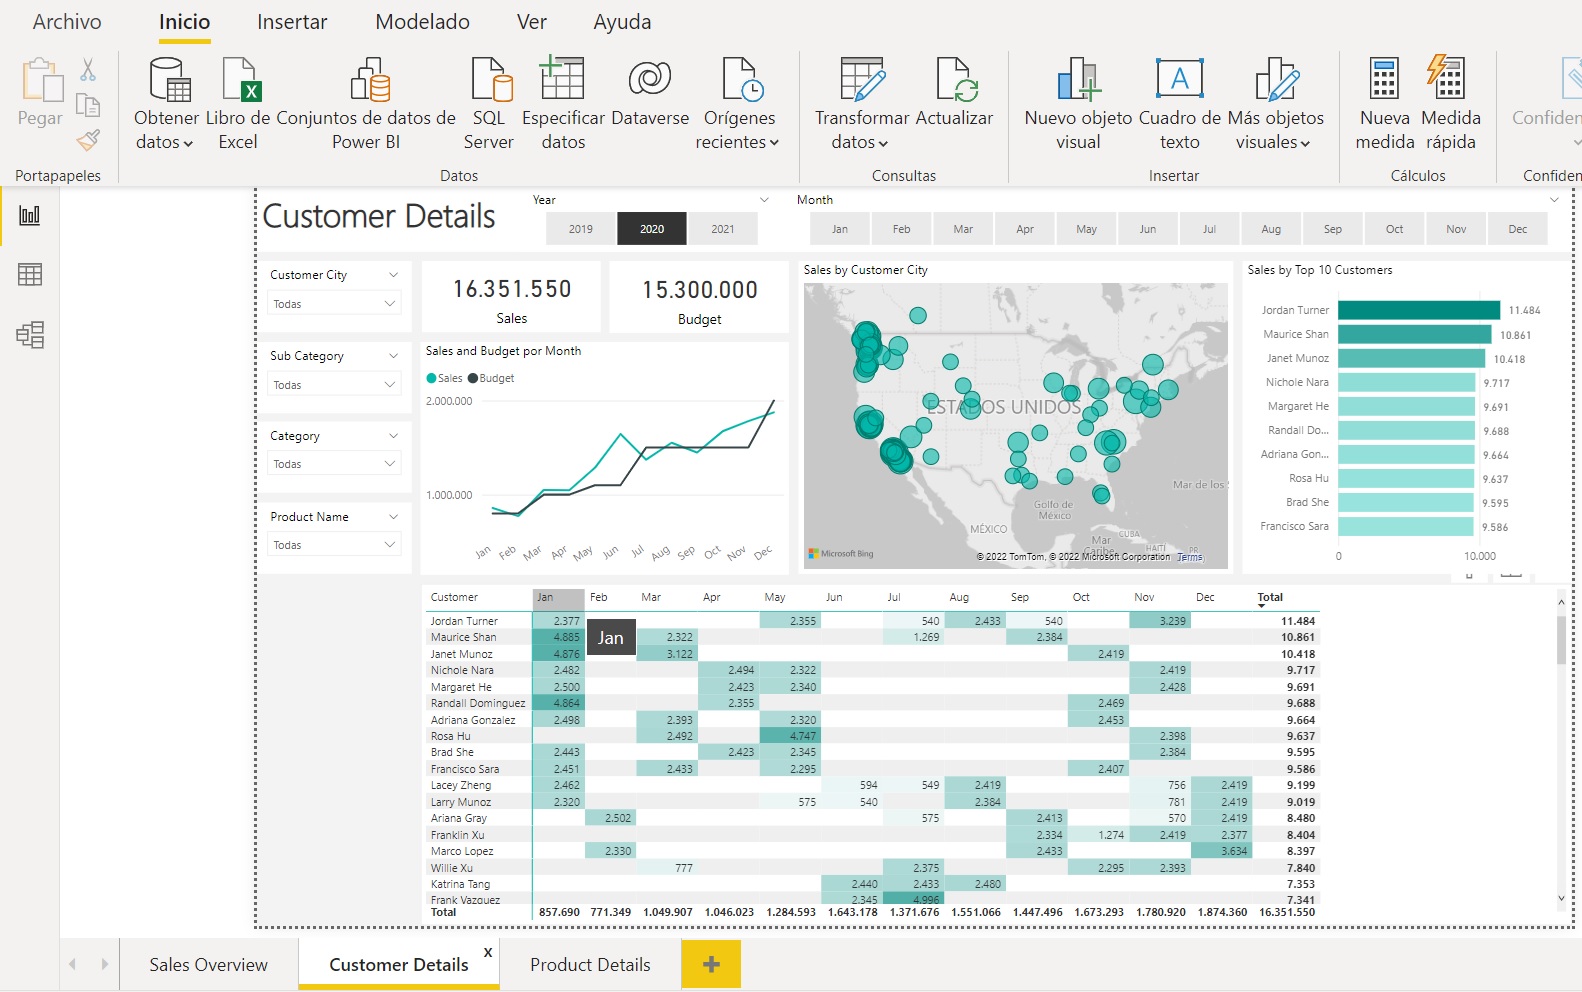 Archivo Inicio Insertar Modelado Ver Ayuda
Pegar
Portapapeles
Obtener datos
Libro de Excel
Conjuntos de datos de Power BI
SQL Server
Especificar datos
Dataverse
Orígenes recientes
Datos
Transformar datos
Actualizar
Consultas
Nuevo objeto visual
Cuadro de texto
Más objetos visuales
Insertar
Nueva medida
Medida rápida
Cálculos
Confiden
Confiden
Customer Details
Year
2019 2020 2021
Month
Jan Feb Mar Apr May Jun Jul Aug Sep Oct Nov Dec
Customer City
Todas
Sub Category
Todas
Category
Todas
Product Name
Todas
16.351.550
Sales
15.300.000
Budget
Sales and Budget por Month
Sales Budget
2.000.000
1.000.000
Jan Feb Mar Apr May Jun Jul Aug Sep Oct Nov Dec
Sales by Customer City
ESTADOS UNIDOS
Mar de los
Golfo de México
MÉXICO
CUBA
Mar Caribe
HAITÍ
PR
Microsoft Bing
© 2022 TomTom, © 2022 Microsoft Corporation Terms
Sales by Top 10 Customers
Jordan Turner 11.484
Maurice Shan 10.861
Janet Munoz 10.418
Nichole Nara 9.717
Margaret He 9.691
Randall Do... 9.688
Adriana Gon... 9.664
Rosa Hu 9.637
Brad She 9.595
Francisco Sara 9.586
0 10.000
Customer Jan Feb Mar Apr May Jun Jul Aug Sep Oct Nov Dec Total
Jordan Turner 2.377 2.355 540 2.433 540 3.239 11.484
Maurice Shan 4.885 2.322 1.269 2.384 10.861
Jan
Janet Munoz 4.876 3.122 2.419 10.418
Nichole Nara 2.482 2.494 2.322 2.419 9.717
Margaret He 2.500 2.423 2.340 2.428 9.691
Randall Dominguez 4.864 2.355 2.469 9.688
Adriana Gonzalez 2.498 2.393 2.320 2.453 9.664
Rosa Hu 2.492 4.747 2.398 9.637
Brad She 2.443 2.423 2.345 2.384 9.595
Francisco Sara 2.451 2.433 2.295 2.407 9.586
Lacey Zheng 2.462 594 549 2.419 756 2.419 9.199
Larry Munoz 2.320 575 540 2.384 781 2.419 9.019
Ariana Gray 2.502 575 2.413 570 2.419 8.480
Franklin Xu 2.334 1.274 2.419 2.377 8.404
Marco Lopez 2.330 2.433 3.634 8.397
Willie Xu 777 2.375 2.295 2.393 7.840
Katrina Tang 2.440 2.433 2.480 7.353
Frank Vazquez 2.345 4.996 7.341
Total 857.690 771.349 1.049.907 1.046.023 1.284.593 1.643.178 1.371.676 1.551.066 1.447.496 1.673.293 1.780.920 1.874.360 16.351.550
Sales Overview
Customer Details
x
Product Details
+